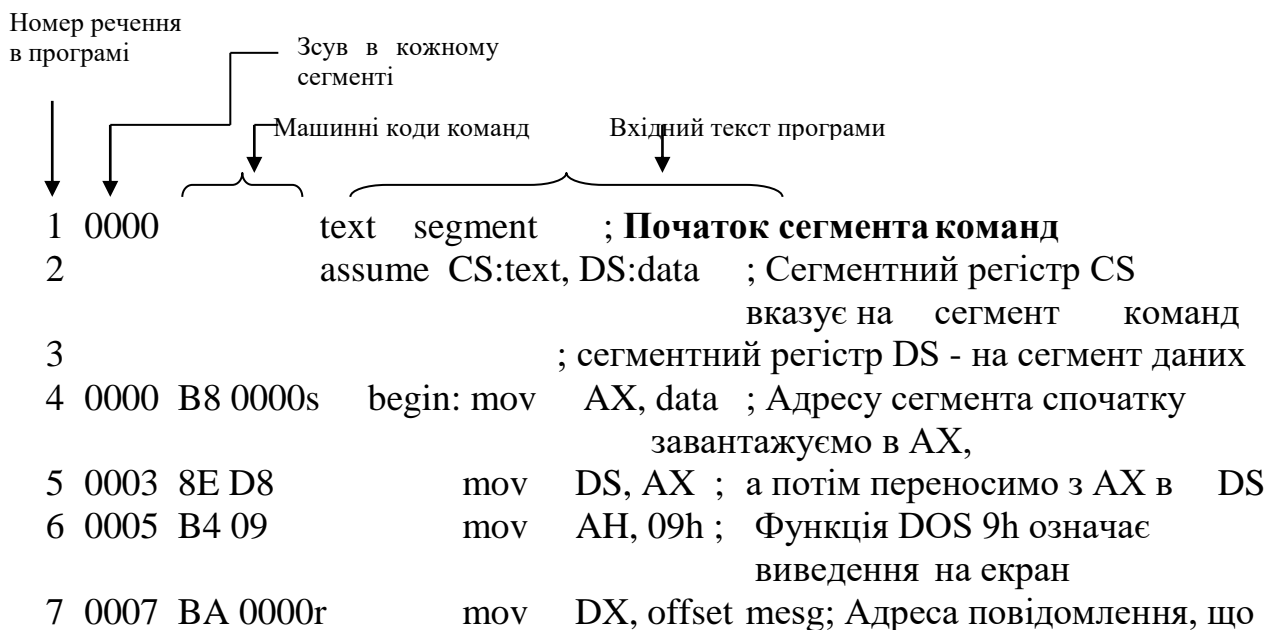 Номер речення
в програмі
Зсув в кожному
сегменті
Машинні коди команд Вхідний текст програми
1 0000 text segment ; Початок сегмента команд
2 assume CS:text, DS:data ; Сегментний регістр CS
вказує на сегмент команд
3 ; сегментний регістр DS - на сегмент даних
4 0000 B8 0000s begin: mov AX, data ; Адресу сегмента спочатку
завантажуємо в AX,
5 0003 8E D8 mov DS, AX ; а потім переносимо з AX в DS
6 0005 B4 09 mov AH, 09h ; Функція DOS 9h означає
виведення на екран
7 0007 BA 0000r mov DX, offset mesg; Адреса повідомлення, що